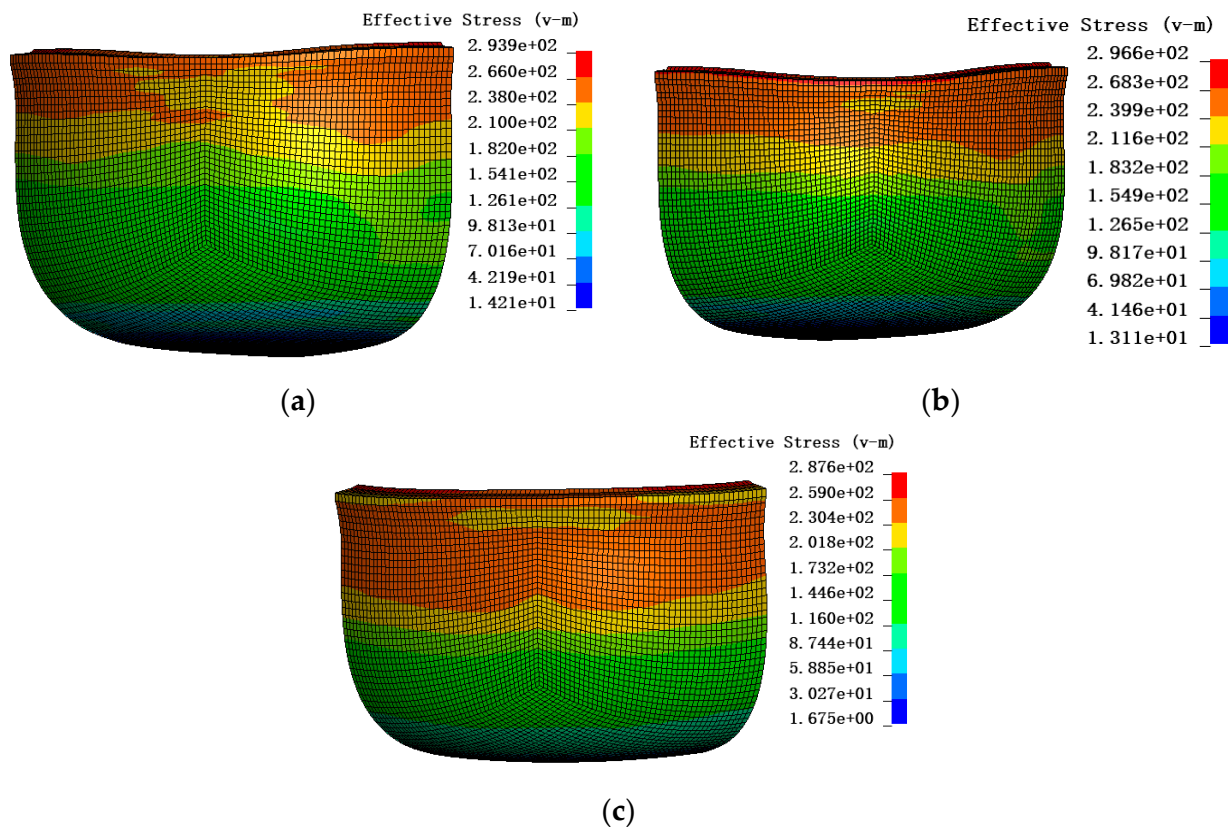 Effective Stress (v-m)
2.939e+02
2.660e+02
2.380e+02
2.100e+02
1.820e+02
1.541e+02
1.261e+02
9.813e+01
7.016e+01
4.219e+01
1.421e+01
(a)
Effective Stress (v-m)
2.966e+02
2.683e+02
2.399e+02
2.116e+02
1.832e+02
1.549e+02
1.265e+02
9.817e+01
6.982e+01
4.146e+01
1.311e+01
(b)
Effective Stress (v-m)
2.876e+02
2.590e+02
2.304e+02
2.018e+02
1.732e+02
1.446e+02
1.160e+02
8.744e+01
5.885e+01
3.027e+01
1.675e+00
(c)